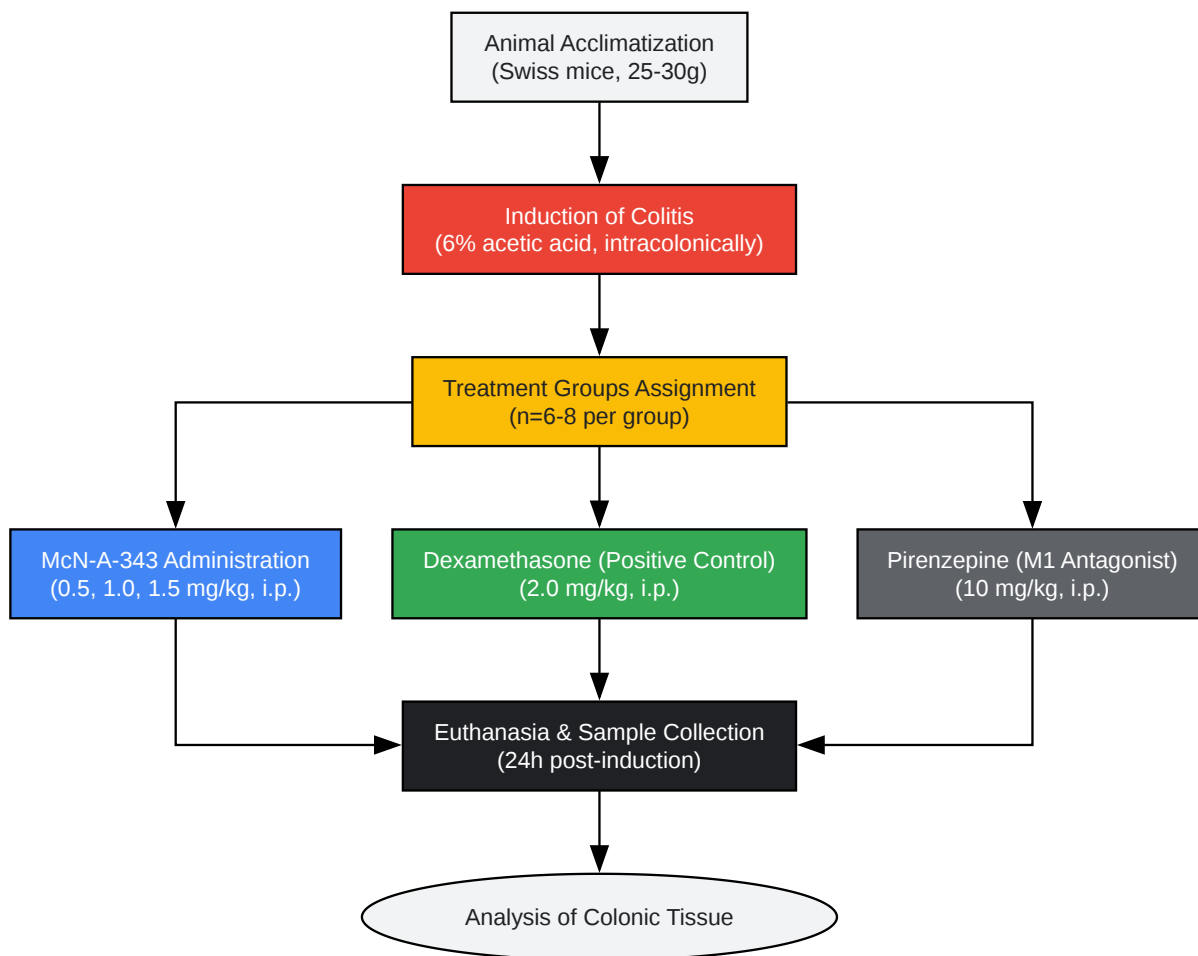 Animal Acclimatization
(Swiss mice, 25-30g)
Induction of Colitis
(6% acetic acid, intracolonically)
Treatment Groups Assignment
(n=6-8 per group)
McN-A-343 Administration
(0.5, 1.0, 1.5 mg/kg, i.p.)
Dexamethasone (Positive Control)
(2.0 mg/kg, i.p.)
Pirenzepine (M1 Antagonist)
(10 mg/kg, i.p.)
Euthanasia & Sample Collection
(24h post-induction)
Analysis of Colonic Tissue